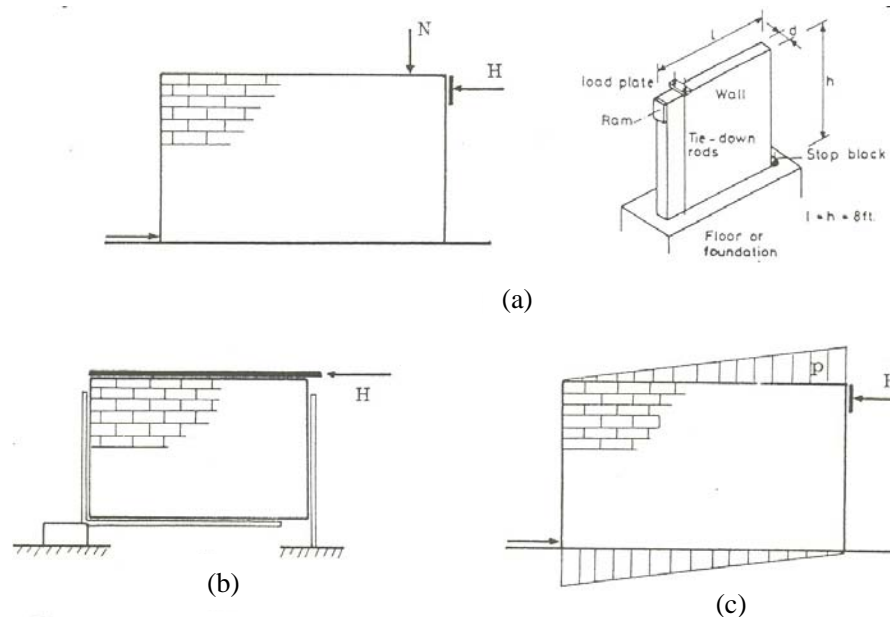 N
H
l
d
h
load plate
Wall
Ram
Tie-down
rods
Stop block
l = h = 8ft.
Floor or
foundation
(a)
H
(b)
p
(c)